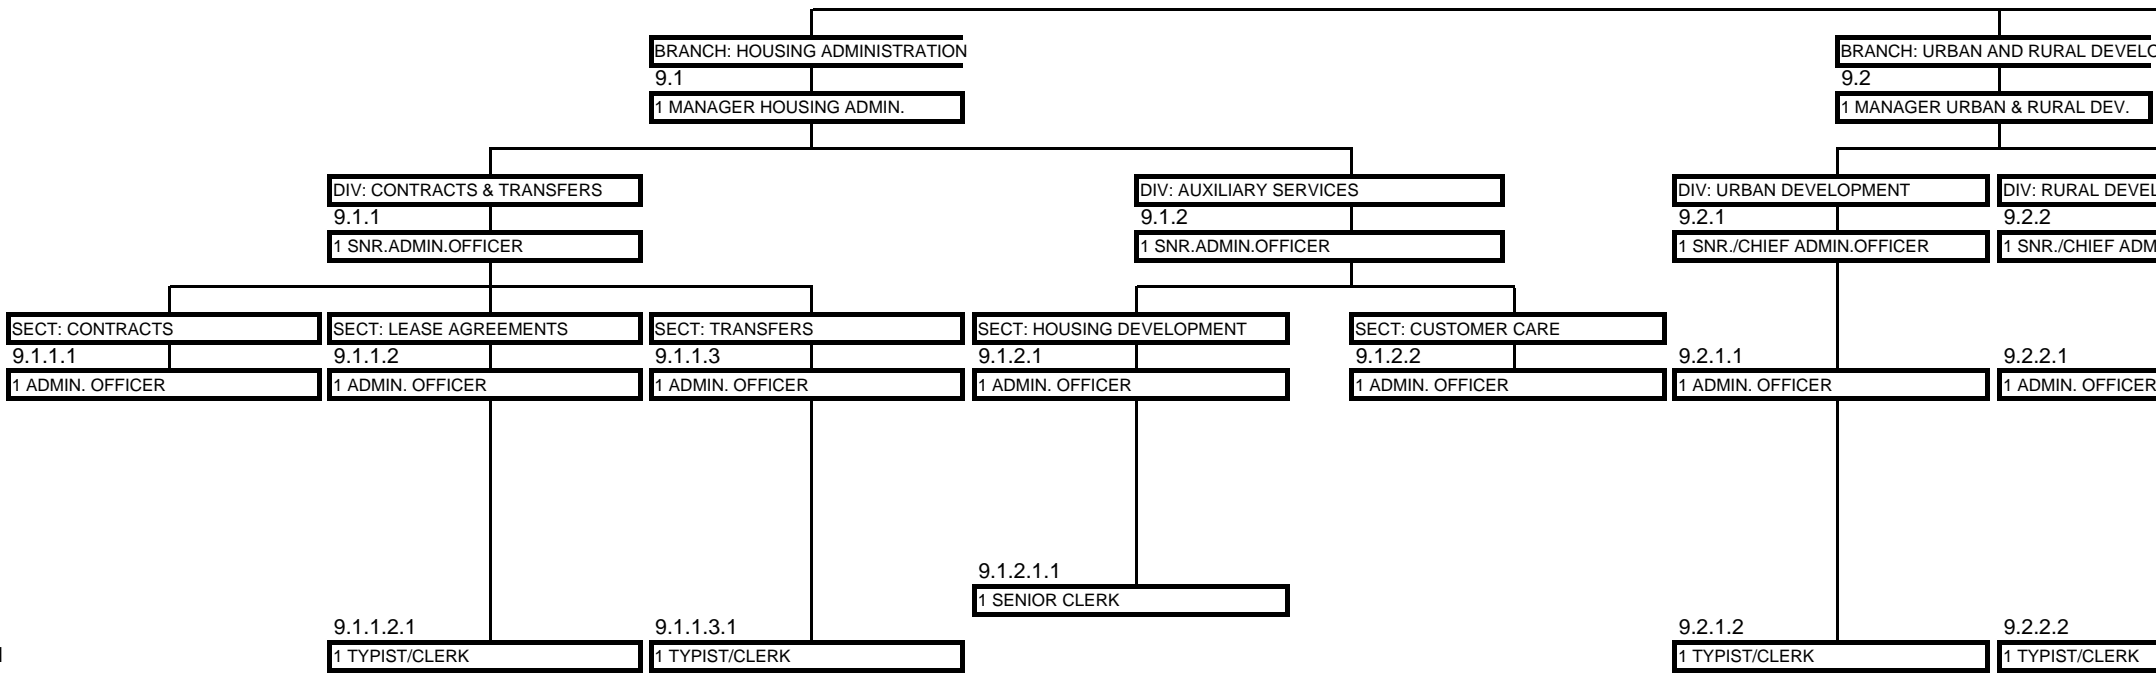 BRANCH: HOUSING ADMINISTRATION
9.1
1 MANAGER HOUSING ADMIN.
BRANCH: URBAN AND RURAL
9.2
1 MANAGER URBAN & RURAL DEV.
DIV: CONTRACTS & TRANSFERS
9.1.1
1 SNR.ADMIN.OFFICER
DIV: AUXILIARY SERVICES
9.1.2
1 SNR.ADMIN.OFFICER
DIV: URBAN DEVELOPMENT
9.2.1
1 SNR./CHIEF ADMIN.OFFICER
DIV: RURAL
9.2.2
1 SNR./CHIEF
SECT: CONTRACTS
9.1.1.1
1 ADMIN. OFFICER
SECT: LEASE AGREEMENTS
9.1.1.2
1 ADMIN. OFFICER
SECT: TRANSFERS
9.1.1.3
1 ADMIN. OFFICER
SECT: HOUSING DEVELOPMENT
9.1.2.1
1 ADMIN. OFFICER
SECT: CUSTOMER CARE
9.1.2.2
1 ADMIN. OFFICER
9.2.1.1
1 ADMIN. OFFICER
9.2.2.1
1 ADMIN. OFFICER
9.1.2.1.1
1 SENIOR CLERK
9.1.1.2.1
1 TYPIST/CLERK
9.1.1.3.1
1 TYPIST/CLERK
9.2.1.2
1 TYPIST/CLERK
9.2.2.2
1 TYPIST/CLERK